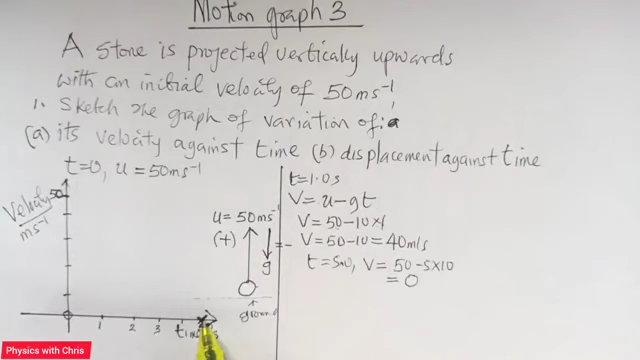 Motion graph 3
A stone is projected vertically upwards
with an initial velocity of 50ms⁻¹
1. Sketch the graph of variation of:
(a) its velocity against time (b) displacement against time
t=0, u = 50ms⁻¹
Velocity
ms⁻¹
50
1 2 3
u = 50ms⁻¹
(+)
g
ground
t=1.0s
V = u-gt
V = 50-10×1
V = 50-10 = 40m/s
t=5.0, V = 50-5×10
= 0
Physics with Chris